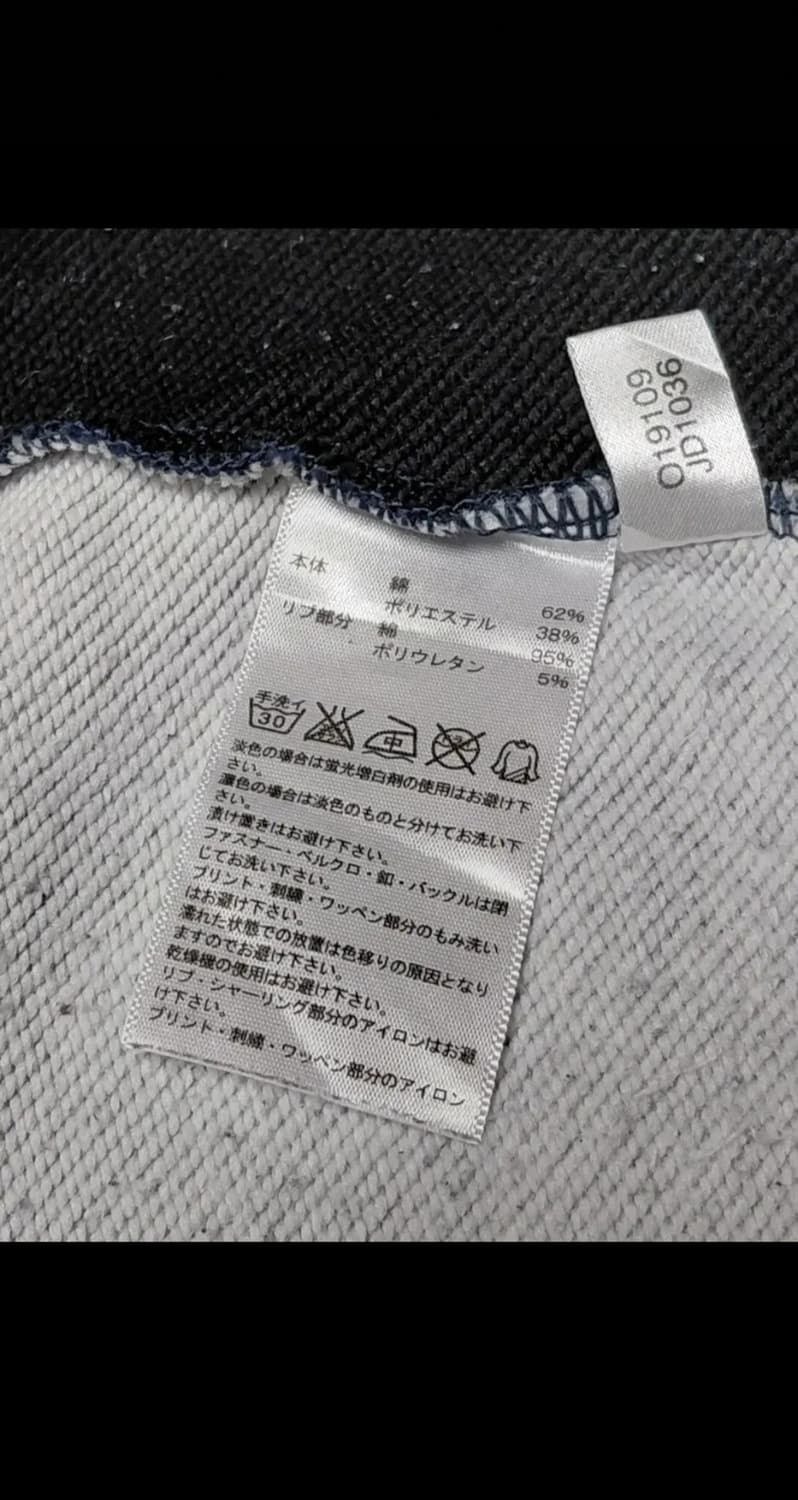 O19109
JD1036
本体 綿 62%
ポリエステル 38%
リブ部分 綿 95%
ポリウレタン 5%
手洗イ
30
中
淡色の場合は蛍光増白剤の使用はお避け下
さい。
濃色の場合は淡色のものと分けてお洗い下
さい。
漬け置きはお避け下さい。
ファスナー・ベルクロ・釦・バックルは閉
じてお洗い下さい。
プリント・刺繍・ワッペン部分のもみ洗い
はお避け下さい。
濡れた状態での放置は色移りの原因となり
ますのでお避け下さい。
乾燥機の使用はお避け下さい。
リブ・シャーリング部分のアイロンはお避
け下さい。
プリント・刺繍・ワッペン部分のアイロン